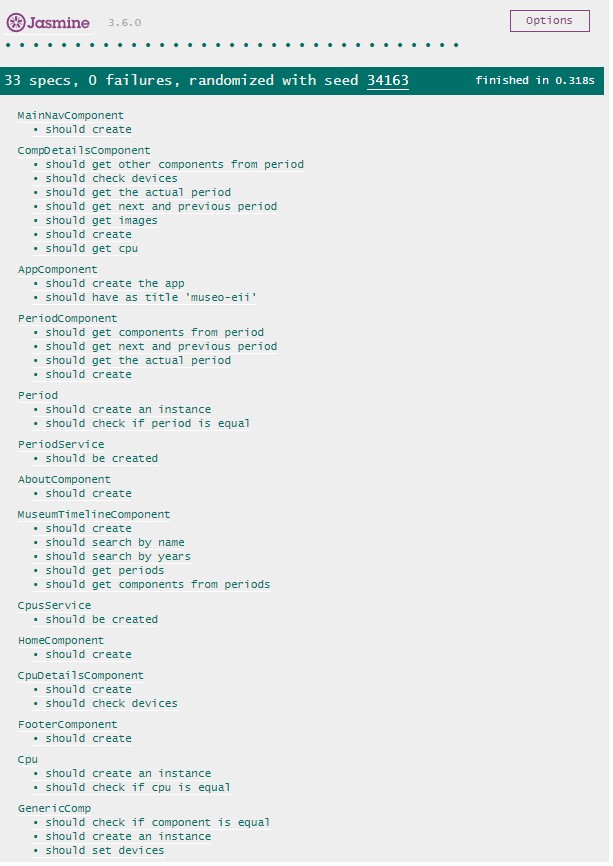 Jasmine 3.6.0 Options
33 specs, 0 failures, randomized with seed 34163 finished in 0.318s
MainNavComponent
• should create
CompDetailsComponent
• should get other components from period
• should check devices
• should get the actual period
• should get next and previous period
• should get images
• should create
• should get cpu
AppComponent
• should create the app
• should have as title 'museo-eii'
PeriodComponent
• should get components from period
• should get next and previous period
• should get the actual period
• should create
Period
• should create an instance
• should check if period is equal
PeriodService
• should be created
AboutComponent
• should create
MuseumTimelineComponent
• should create
• should search by name
• should search by years
• should get periods
• should get components from periods
CpusService
• should be created
HomeComponent
• should create
CpuDetailsComponent
• should create
• should check devices
FooterComponent
• should create
Cpu
• should create an instance
• should check if cpu is equal
GenericComp
• should check if component is equal
• should create an instance
• should set devices